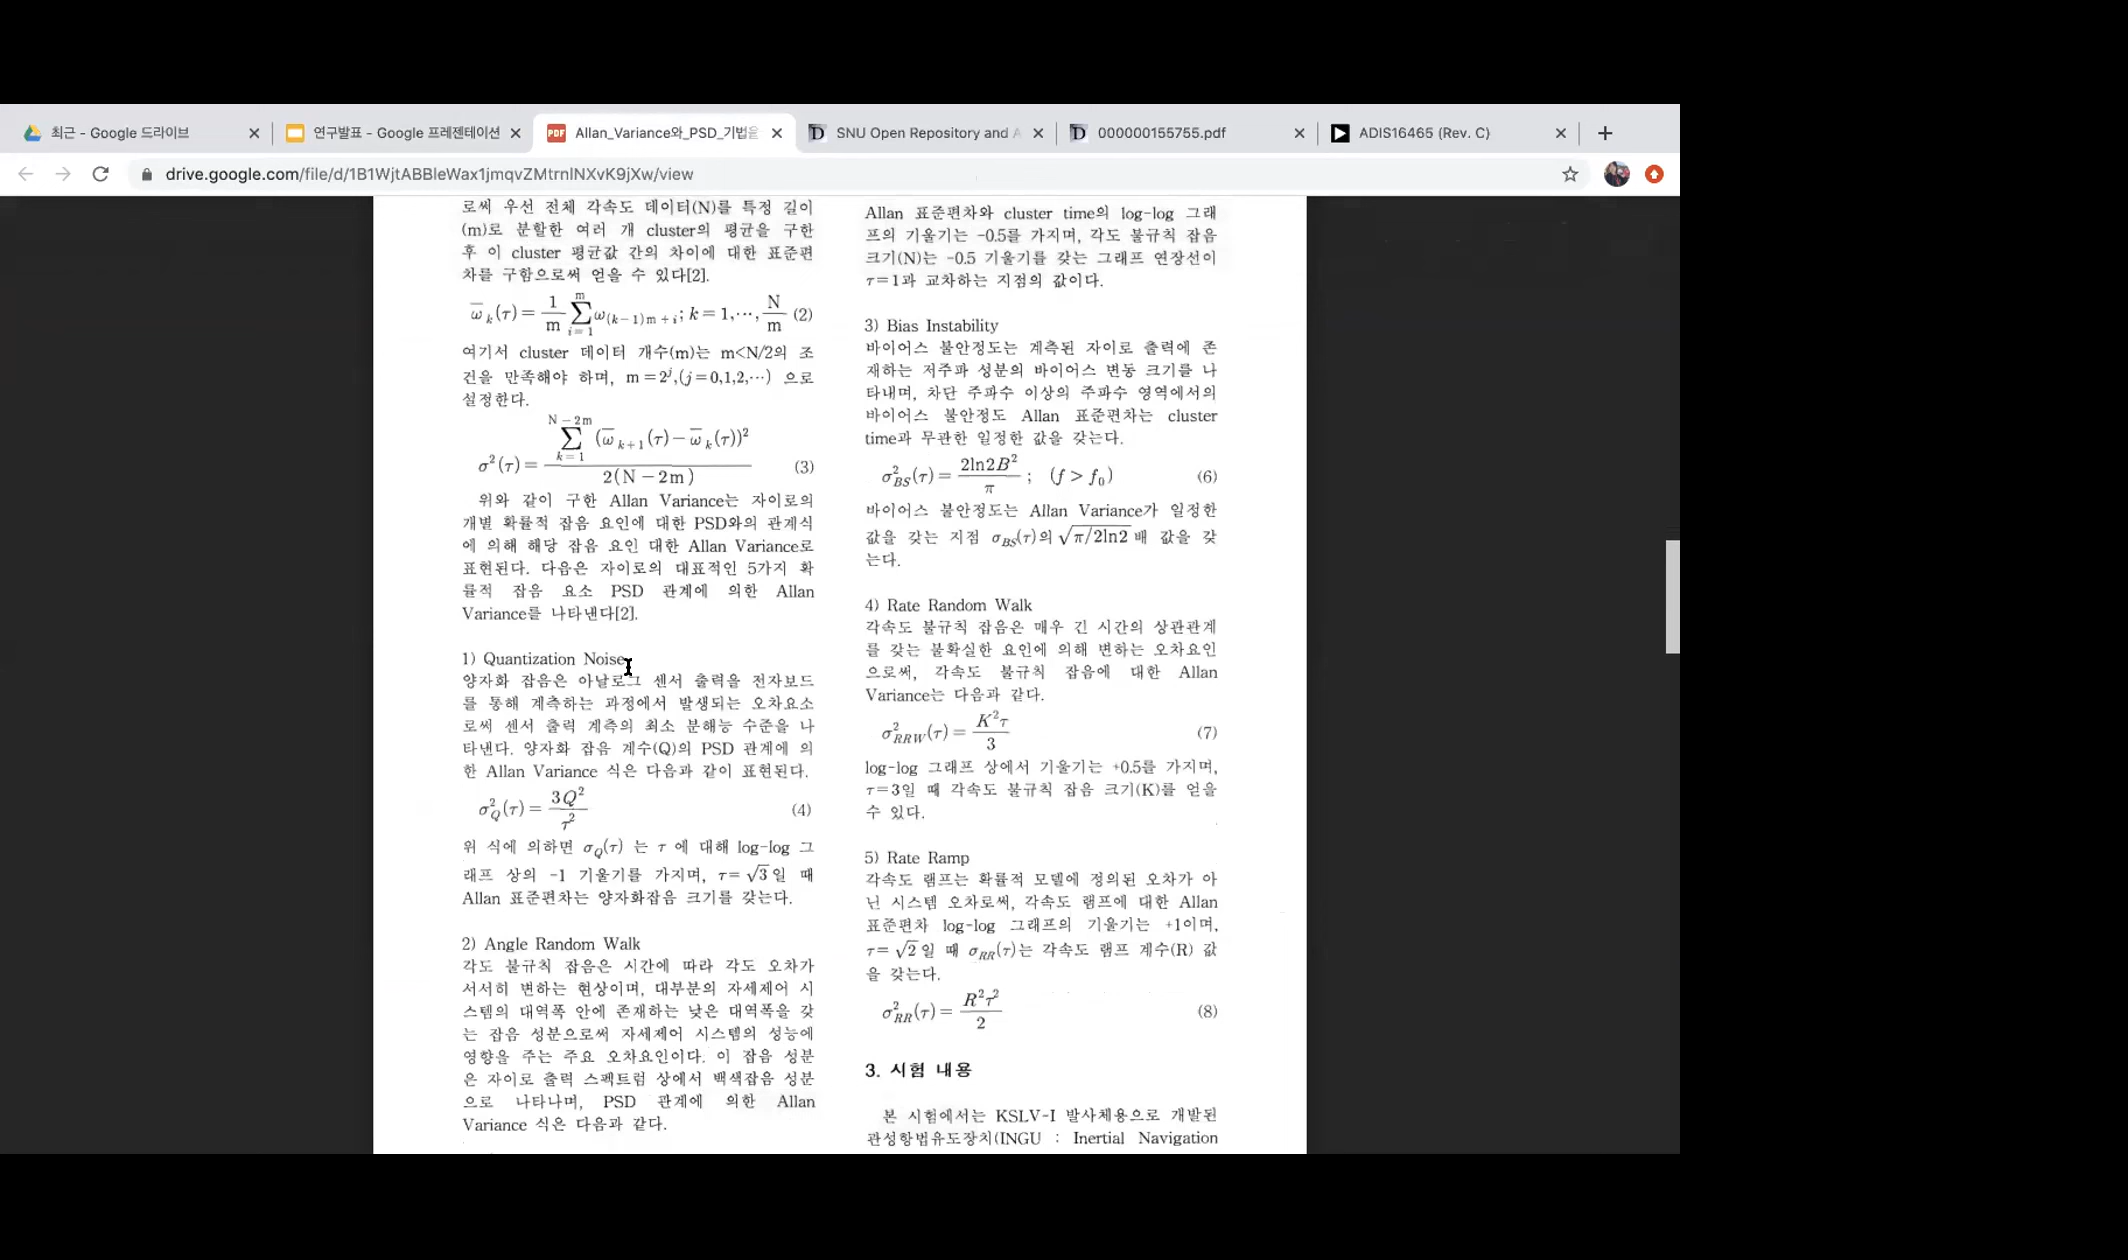 최근 - Google 드라이브
연구발표 - Google 프레젠테이션
Allan_Variance와_PSD_기법을
SNU Open Repository and A
000000155755.pdf
ADIS16465 (Rev. C)
drive.google.com/file/d/1B1WjtABBleWax1jmqvZMtrnlNXvK9jXw/view
로써 우선 전체 각속도 데이터(N)를 특정 길이
(m)로 분할한 여러 개 cluster의 평균을 구한
후 이 cluster 평균값 간의 차이에 대한 표준편
차를 구함으로써 얻을 수 있다[2].
ω̅_k(τ) = 1/m ∑_{i=1}^{m} ω_{(k-1)m+i}; k = 1,⋯, N/m (2)
여기서 cluster 데이터 개수(m)는 m<N/2의 조
건을 만족해야 하며, m = 2^j, (j = 0,1,2,⋯) 으로
설정한다.
σ²(τ) = ∑_{k=1}^{N-2m} (ω̅_{k+1}(τ) - ω̅_k(τ))² / 2(N-2m) (3)
위와 같이 구한 Allan Variance는 자이로의
개별 확률적 잡음 요인에 대한 PSD와의 관계식
에 의해 해당 잡음 요인 대한 Allan Variance로
표현된다. 다음은 자이로의 대표적인 5가지 확
률적 잡음 요소 PSD 관계에 의한 Allan
Variance를 나타낸다[2].
1) Quantization Noise
양자화 잡음은 아날로그 센서 출력을 전자보드
를 통해 계측하는 과정에서 발생되는 오차요소
로써 센서 출력 계측의 최소 분해능 수준을 나
타낸다. 양자화 잡음 계수(Q)의 PSD 관계에 의
한 Allan Variance 식은 다음과 같이 표현된다.
σ²_Q(τ) = 3Q²/τ² (4)
위 식에 의하면 σ_Q(τ) 는 τ 에 대해 log-log 그
래프 상의 -1 기울기를 가지며, τ = √3 일 때
Allan 표준편차는 양자화잡음 크기를 갖는다.
2) Angle Random Walk
각도 불규칙 잡음은 시간에 따라 각도 오차가
서서히 변하는 현상이며, 대부분의 자세제어 시
스템의 대역폭 안에 존재하는 낮은 대역폭을 갖
는 잡음 성분으로써 자세제어 시스템의 성능에
영향을 주는 주요 오차요인이다. 이 잡음 성분
은 자이로 출력 스펙트럼 상에서 백색잡음 성분
으로 나타나며, PSD 관계에 의한 Allan
Variance 식은 다음과 같다.
Allan 표준편차와 cluster time의 log-log 그래
프의 기울기는 -0.5를 가지며, 각도 불규칙 잡음
크기(N)는 -0.5 기울기를 갖는 그래프 연장선이
τ=1과 교차하는 지점의 값이다.
3) Bias Instability
바이어스 불안정도는 계측된 자이로 출력에 존
재하는 저주파 성분의 바이어스 변동 크기를 나
타내며, 차단 주파수 이상의 주파수 영역에서의
바이어스 불안정도 Allan 표준편차는 cluster
time과 무관한 일정한 값을 갖는다.
σ²_BS(τ) = 2ln2B²/π ; (f > f₀) (6)
바이어스 불안정도는 Allan Variance가 일정한
값을 갖는 지점 σ_BS(τ)의 √π/2ln2 배 값을 갖
는다.
4) Rate Random Walk
각속도 불규칙 잡음은 매우 긴 시간의 상관관계
를 갖는 불확실한 요인에 의해 변하는 오차요인
으로써, 각속도 불규칙 잡음에 대한 Allan
Variance는 다음과 같다.
σ²_RRW(τ) = K²τ/3 (7)
log-log 그래프 상에서 기울기는 +0.5를 가지며,
τ=3일 때 각속도 불규칙 잡음 크기(K)를 얻을
수 있다.
5) Rate Ramp
각속도 램프는 확률적 모델에 정의된 오차가 아
닌 시스템 오차로써, 각속도 램프에 대한 Allan
표준편차 log-log 그래프의 기울기는 +1이며,
τ = √2 일 때 σ_RR(τ)는 각속도 램프 계수(R) 값
을 갖는다.
σ²_RR(τ) = R²τ²/2 (8)
3. 시험 내용
본 시험에서는 KSLV-I 발사체용으로 개발된
관성항법유도장치(INGU : Inertial Navigation